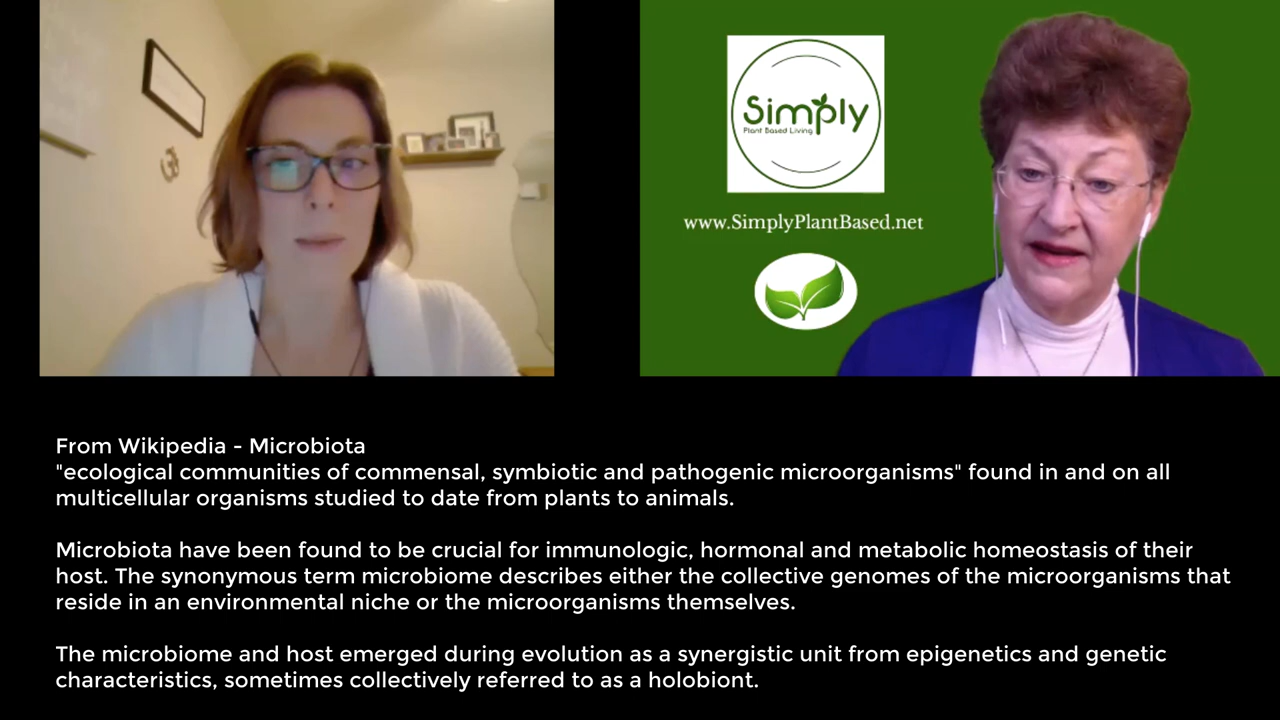 Simply
Plant Based Living
www.SimplyPlantBased.net
From Wikipedia - Microbiota
"ecological communities of commensal, symbiotic and pathogenic microorganisms" found in and on all
multicellular organisms studied to date from plants to animals.
Microbiota have been found to be crucial for immunologic, hormonal and metabolic homeostasis of their
host. The synonymous term microbiome describes either the collective genomes of the microorganisms that
reside in an environmental niche or the microorganisms themselves.
The microbiome and host emerged during evolution as a synergistic unit from epigenetics and genetic
characteristics, sometimes collectively referred to as a holobiont.